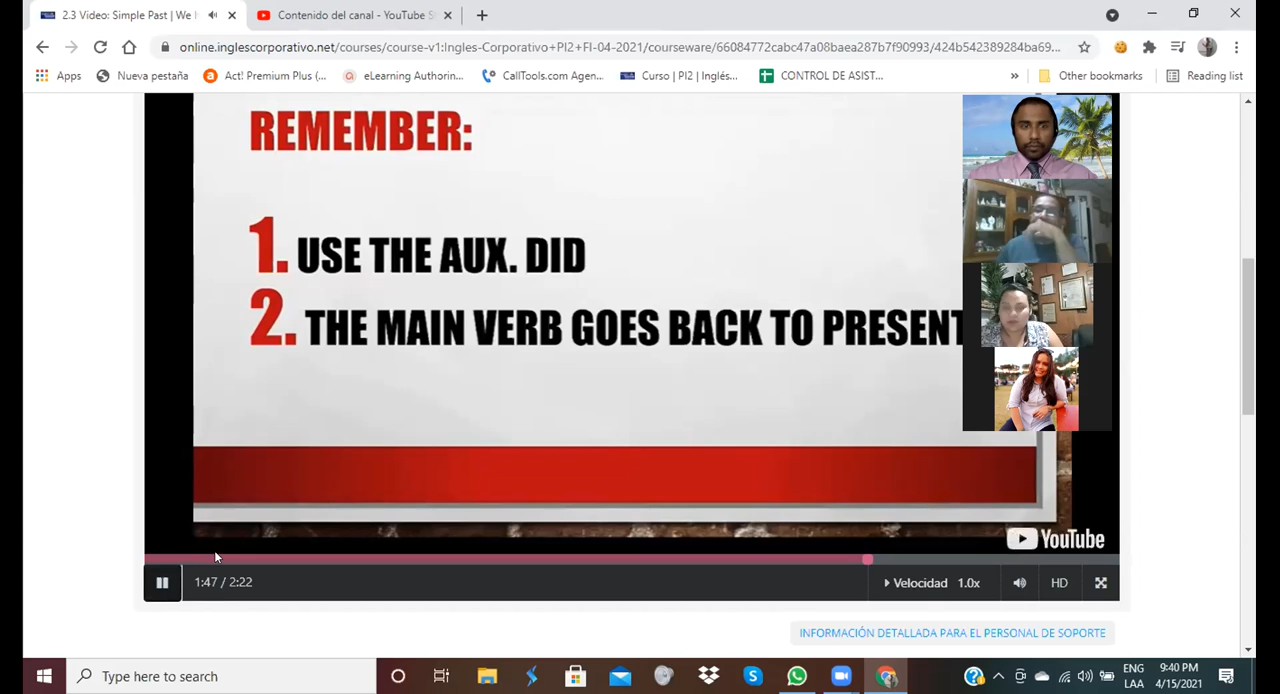 2.3 Video: Simple Past | We l
Contenido del canal - YouTube S
online.inglescorporativo.net/courses/course-v1:Ingles-Corporativo+PI2+FI-04-2021/courseware/66084772cabc47a08baea287b7f90993/424b542389284ba69...
Apps
Nueva pestaña
Act! Premium Plus (...
eLearning Authorin...
CallTools.com Agen...
Curso | PI2 | Inglés...
CONTROL DE ASIST...
»
Other bookmarks
Reading list
REMEMBER:
1. USE THE AUX. DID
2. THE MAIN VERB GOES BACK TO PRESENT
YouTube
1:47 / 2:22
Velocidad 1.0x
HD
INFORMACIÓN DETALLADA PARA EL PERSONAL DE SOPORTE
Type here to search
ENG
LAA
9:40 PM
4/15/2021